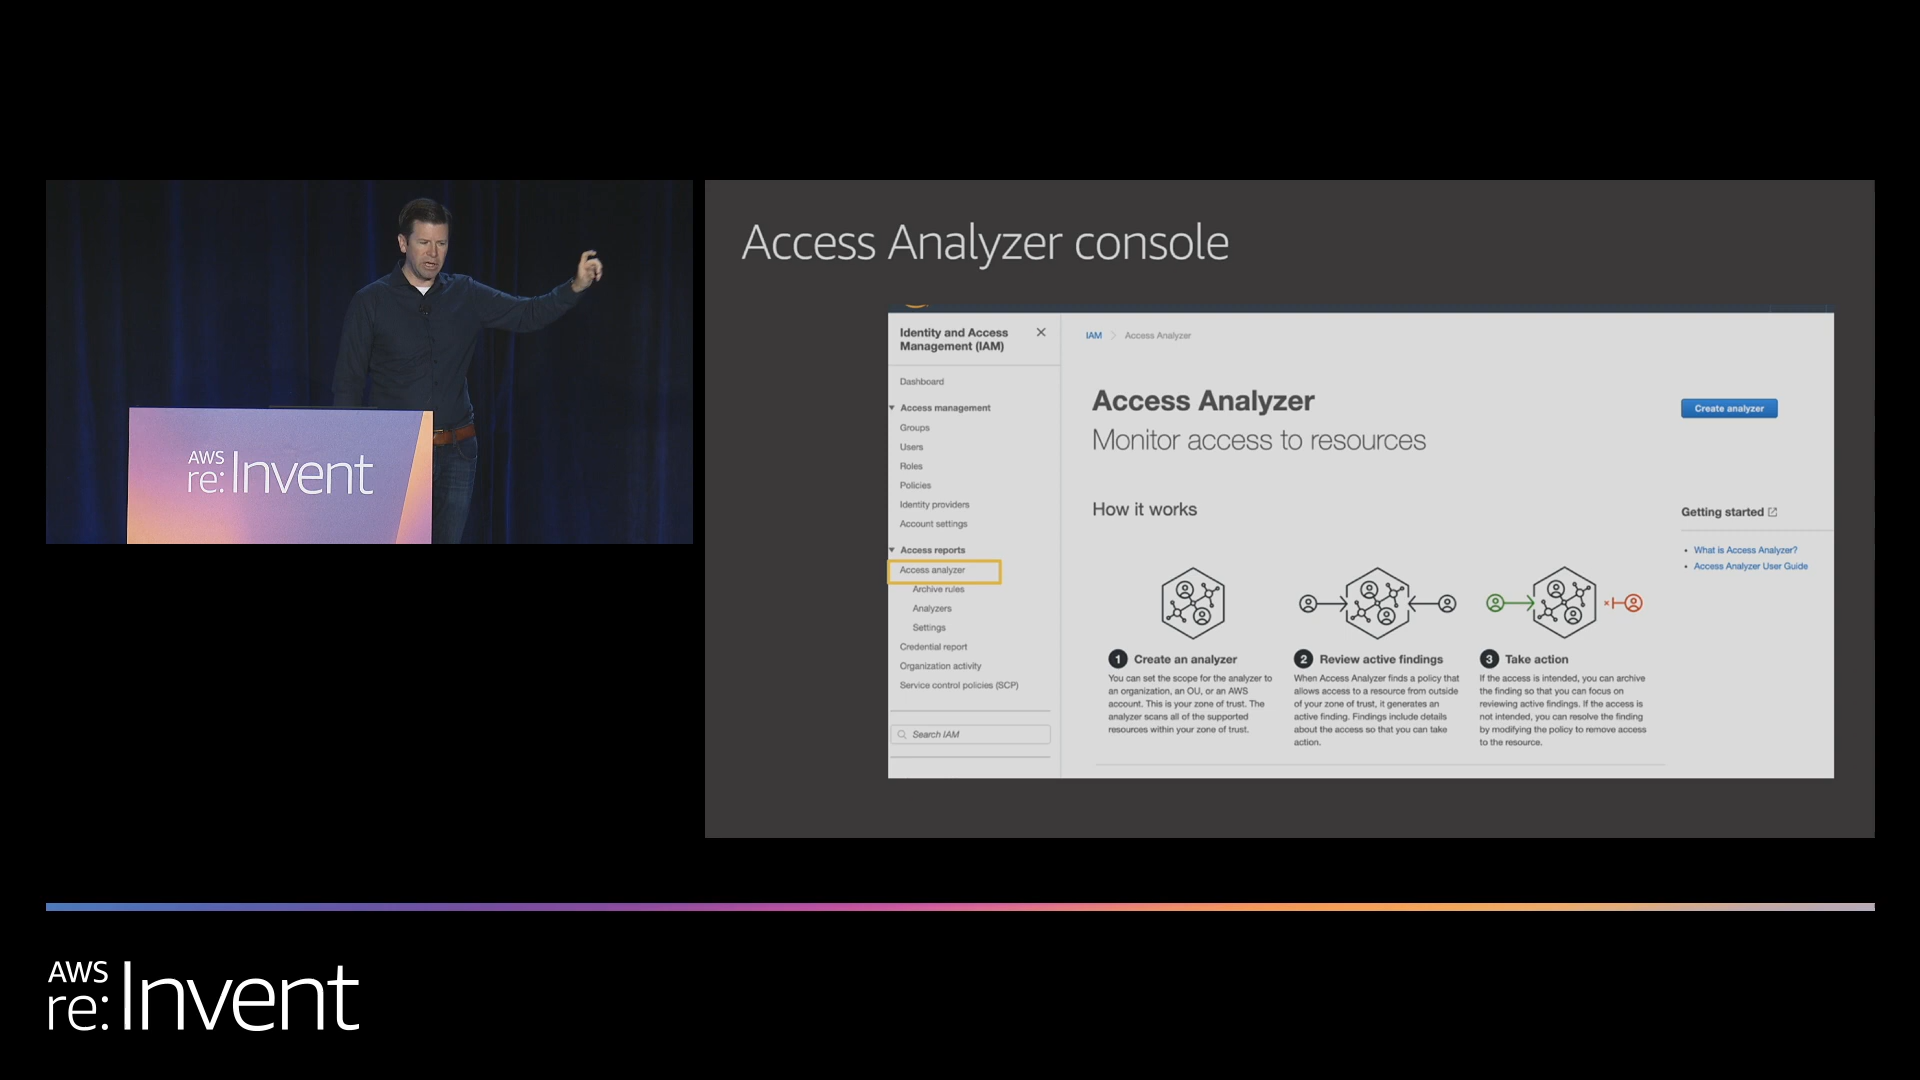 AWS
re:Invent
Access Analyzer console
Identity and Access
Management (IAM)
Dashboard
Access management
Groups
Users
Roles
Policies
Identity providers
Account settings
Access reports
Access analyzer
Archive rules
Analyzers
Settings
Credential report
Organization activity
Service control policies (SCP)
Search IAM
IAM > Access Analyzer
Access Analyzer
Monitor access to resources
Create analyzer
How it works
1 Create an analyzer
You can set the scope for the analyzer to
an organization, an OU, or an AWS
account. This is your zone of trust. The
analyzer scans all of the supported
resources within your zone of trust.
2 Review active findings
When Access Analyzer finds a policy that
allows access to a resource from outside
of your zone of trust, it generates an
active finding. Findings include details
about the access so that you can take
action.
3 Take action
If the access is intended, you can archive
the finding so that you can focus on
reviewing active findings. If the access is
not intended, you can resolve the finding
by modifying the policy to remove access
to the resource.
Getting started
• What is Access Analyzer?
• Access Analyzer User Guide
AWS
re:Invent